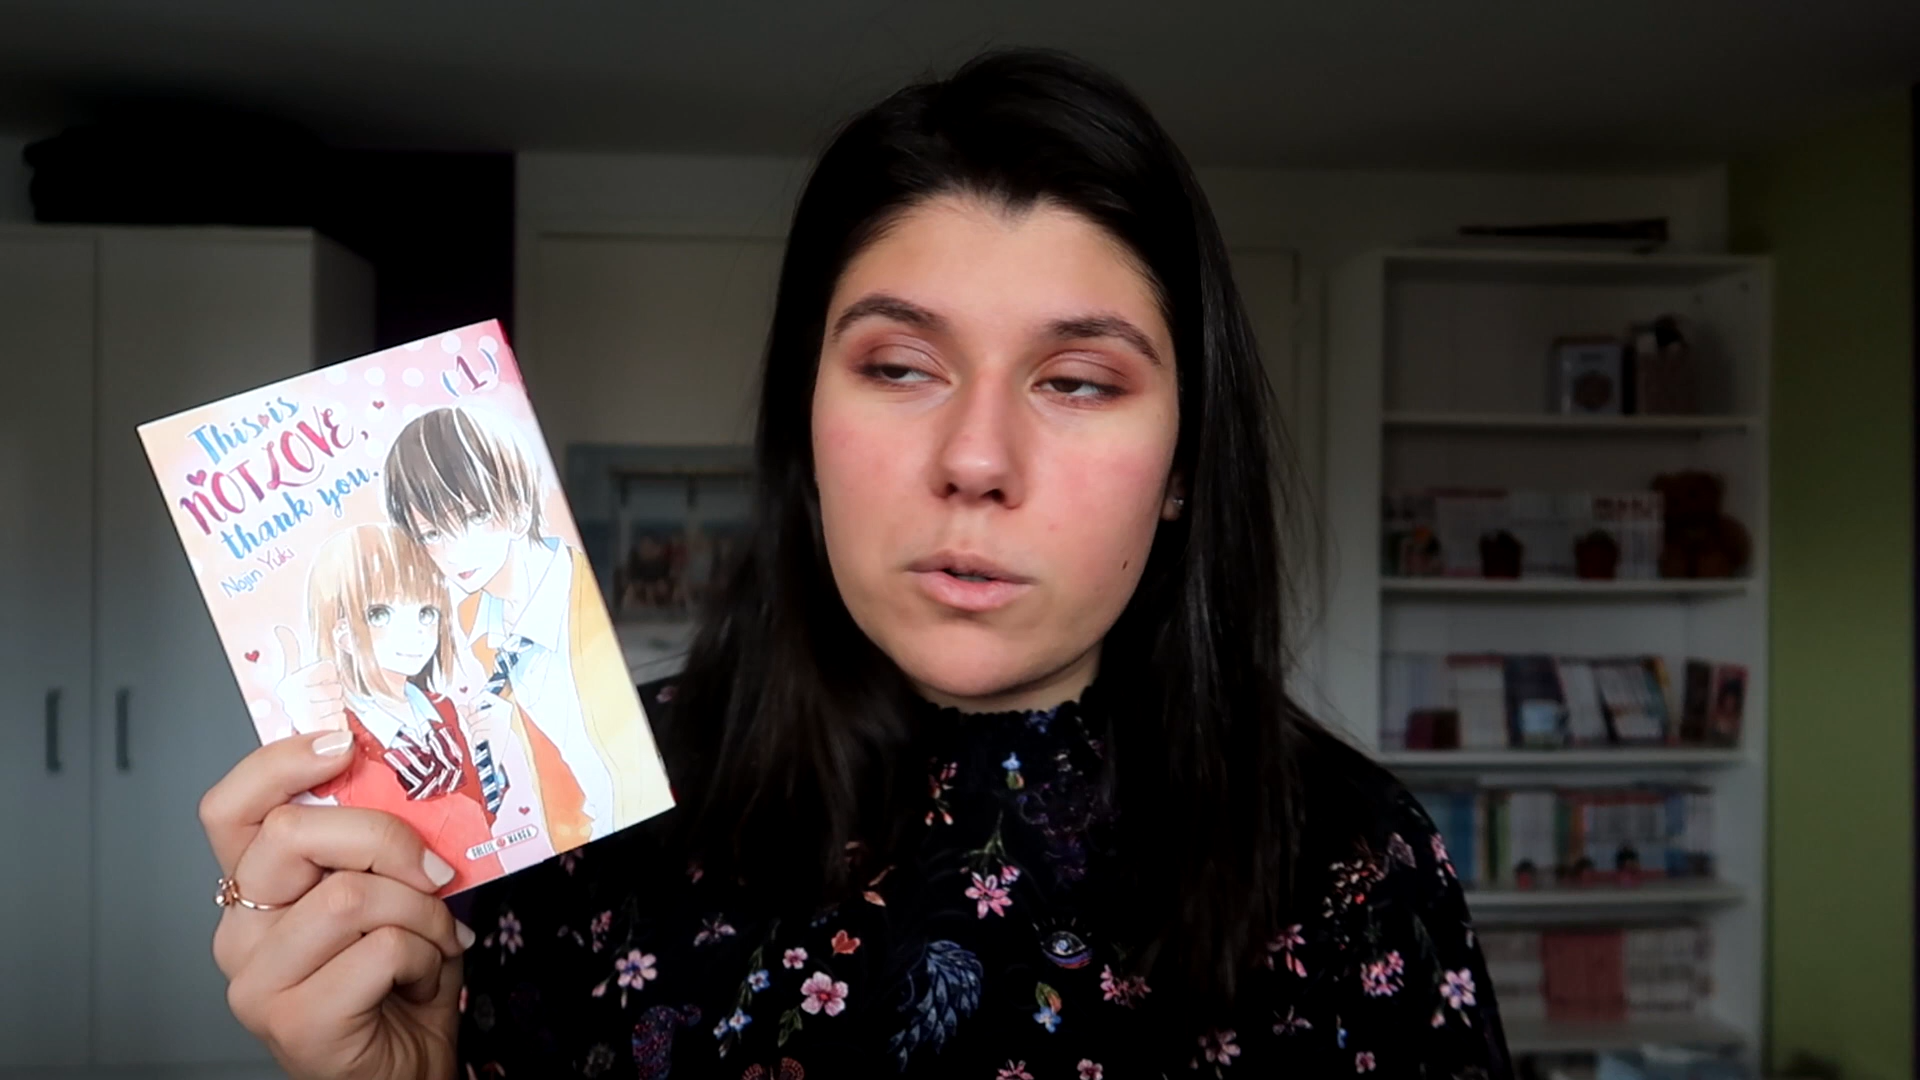 (1)
This is
NOT LOVE,
thank you.
Nojin Yuki
SOLEIL MANGA